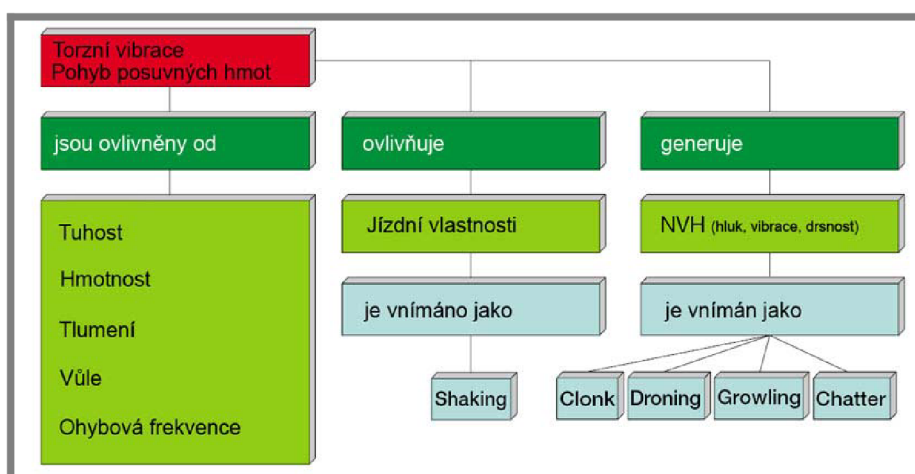 Torzní vibrace
Pohyb posuvných hmot
jsou ovlivněny od
ovlivňuje
generuje
Tuhost
Hmotnost
Tlumení
Vůle
Ohybová frekvence
Jízdní vlastnosti
NVH (hluk, vibrace, drsnost)
je vnímáno jako
je vnímán jako
Shaking
Clonk
Droning
Growling
Chatter